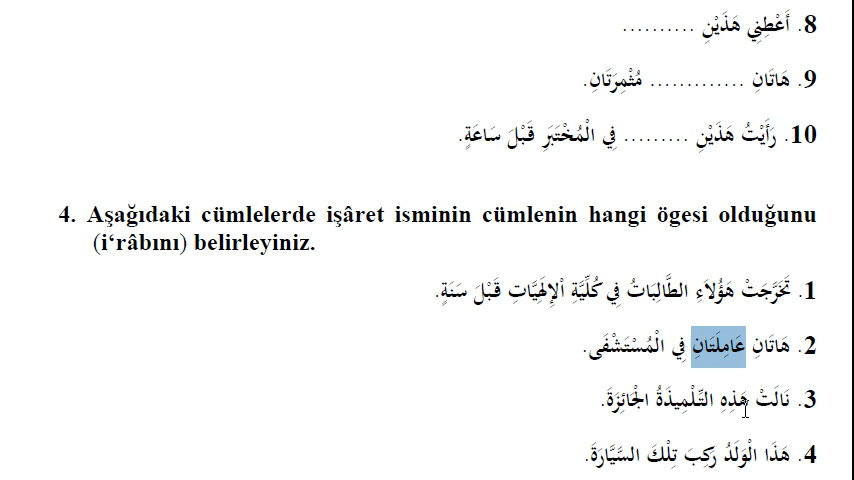 8. أَعْطِنِي هَذَيْنِ ..........
9. هَاتَانِ ............. مُثْمِرَتَانِ.
10. رَأَيْتُ هَذَيْنِ ......... فِي الْمُخْتَبَرِ قَبْلَ سَاعَةٍ.
4. Aşağıdaki cümlelerde işâret isminin cümlenin hangi ögesi olduğunu
(i‘râbını) belirleyiniz.
1. تَخَرَّجَتْ هَؤُلاَءِ الطَّالِبَاتُ فِي كُلِّيَّةِ اْلإِلَهِيَّاتِ قَبْلَ سَنَةٍ.
2. هَاتَانِ عَامِلَتَانِ فِي الْمُسْتَشْفَى.
3. نَالَتْ هَذِهِ التِّلْمِيذَةُ الْجَائِزَةَ.
4. هَذَا الْوَلَدُ رَكِبَ تِلْكَ السَّيَّارَةَ.